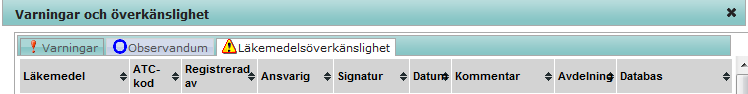 Varningar och överkänslighet
Varningar Observandum Läkemedelsöverkänslighet
Läkemedel ATC-kod Registrerad av Ansvarig Signatur Datum Kommentar Avdelning Databas